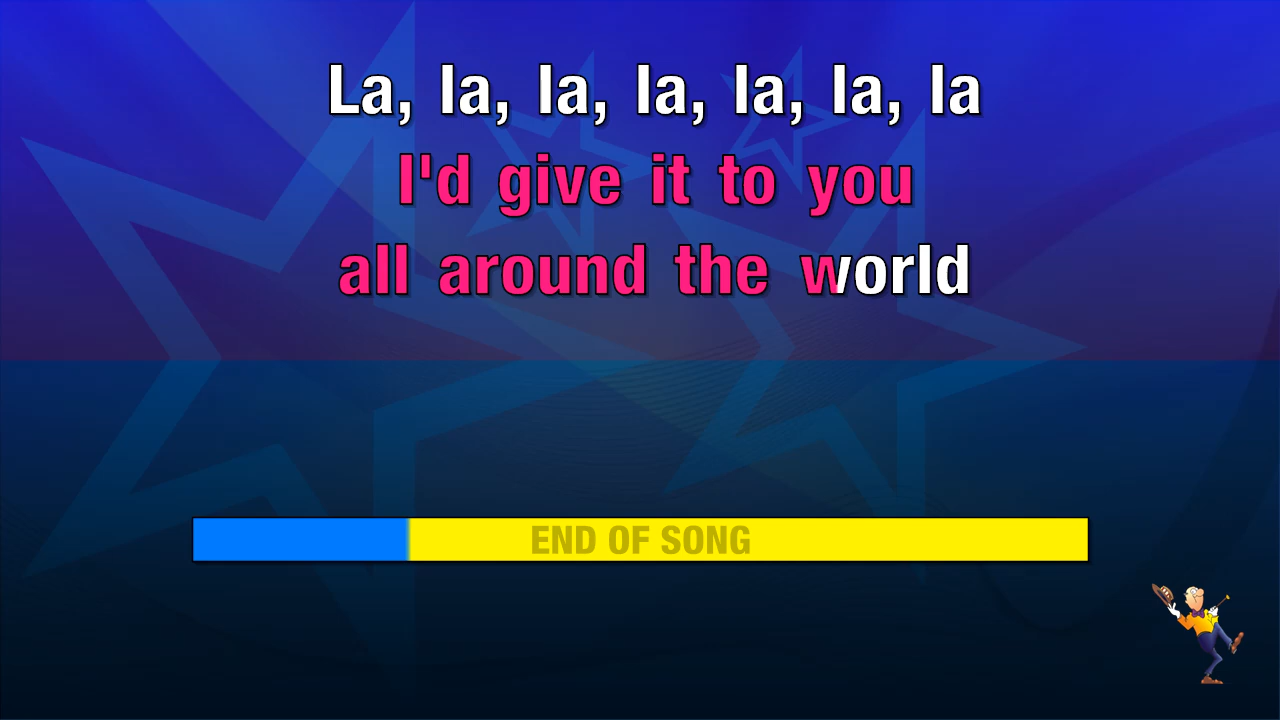 La, la, la, la, la, la, la
I'd give it to you
all around the world
END OF SONG